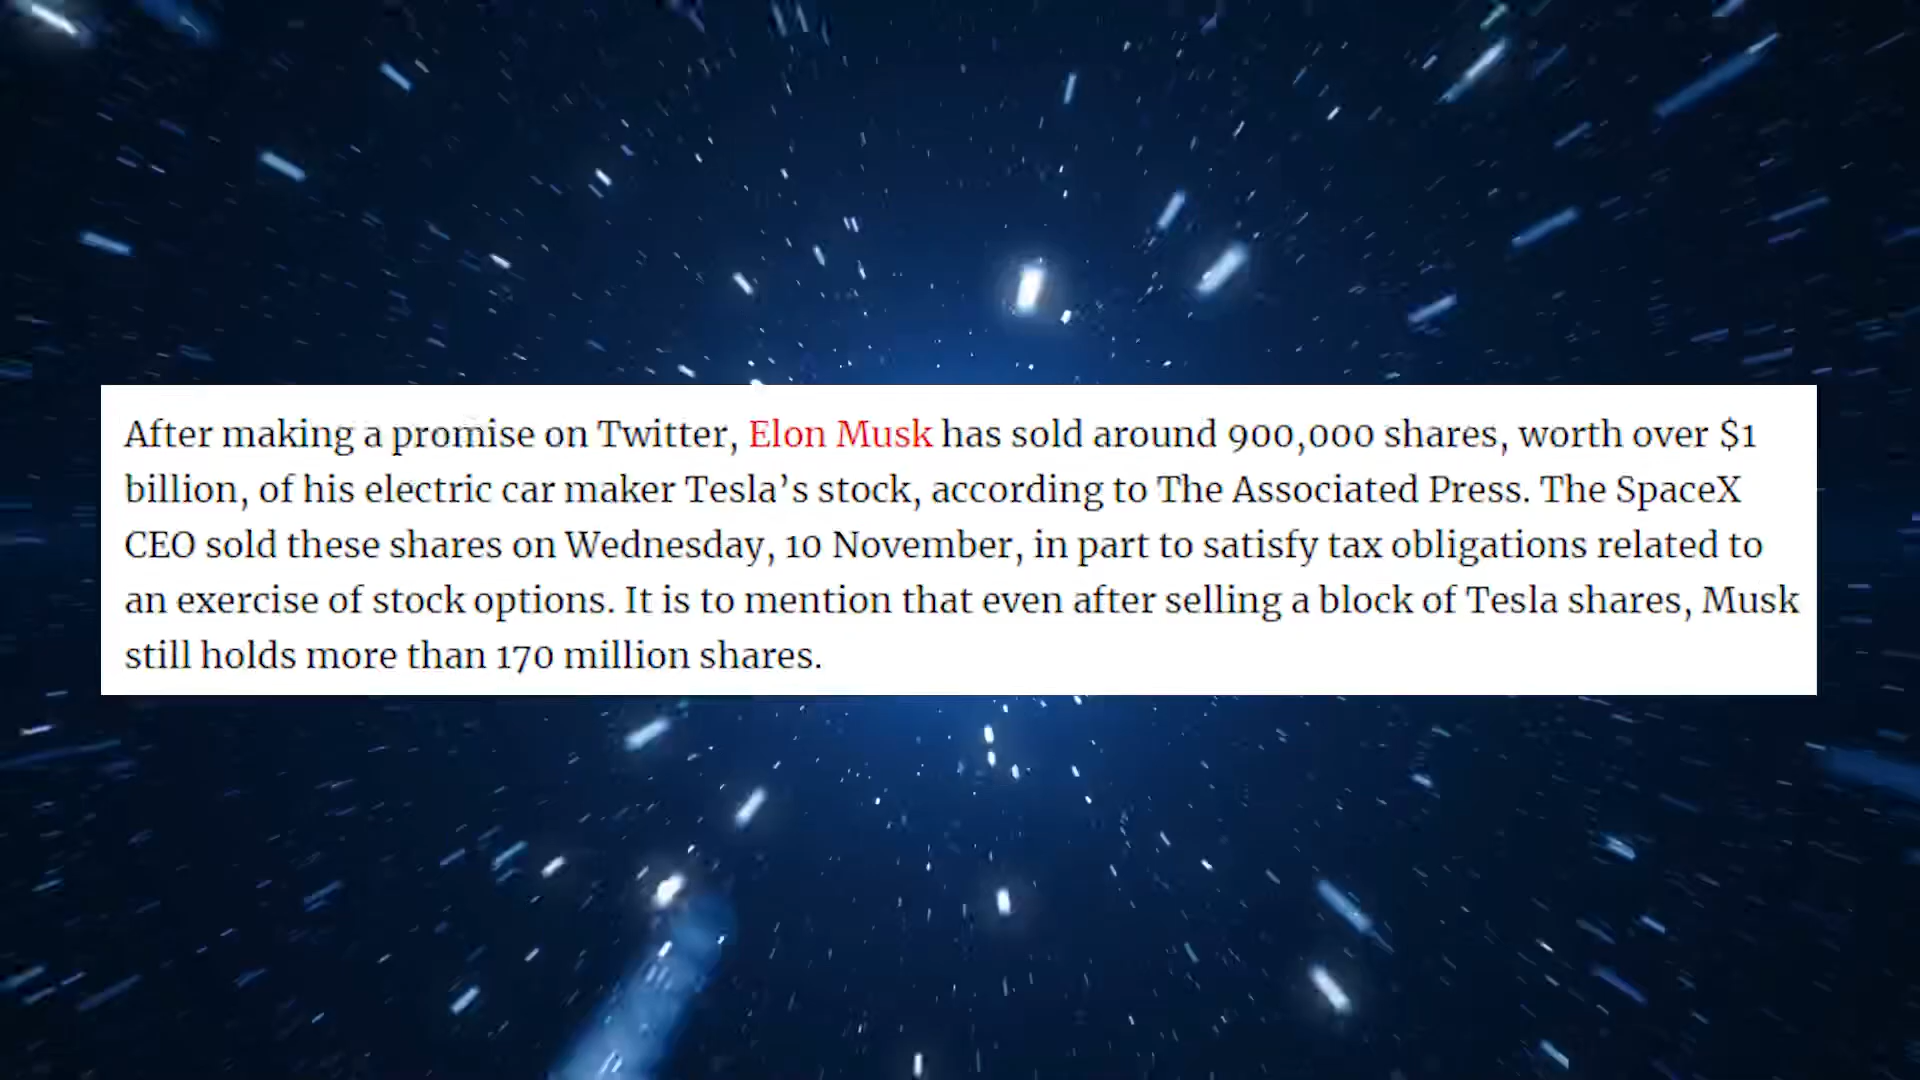 After making a promise on Twitter, Elon Musk has sold around 900,000 shares, worth over $1
billion, of his electric car maker Tesla’s stock, according to The Associated Press. The SpaceX
CEO sold these shares on Wednesday, 10 November, in part to satisfy tax obligations related to
an exercise of stock options. It is to mention that even after selling a block of Tesla shares, Musk
still holds more than 170 million shares.